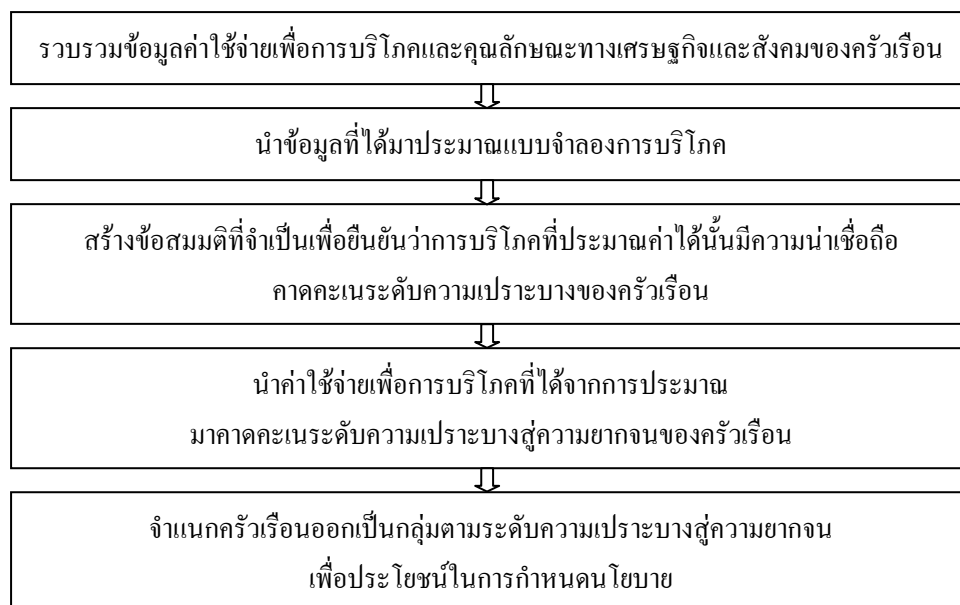 รวบรวมข้อมูลค่าใช้จ่ายเพื่อการบริโภคและคุณลักษณะทางเศรษฐกิจและสังคมของครัวเรือน
นำข้อมูลที่ได้มาประมาณแบบจำลองการบริโภค
สร้างข้อสมมติที่จำเป็นเพื่อยืนยันว่าการบริโภคที่ประมาณค่าได้นั้นมีความน่าเชื่อถือ
คาดคะเนระดับความเปราะบางของครัวเรือน
นำค่าใช้จ่ายเพื่อการบริโภคที่ได้จากการประมาณ
มาคาดคะเนระดับความเปราะบางสู่ความยากจนของครัวเรือน
จำแนกครัวเรือนออกเป็นกลุ่มตามระดับความเปราะบางสู่ความยากจน
เพื่อประโยชน์ในการกำหนดนโยบาย